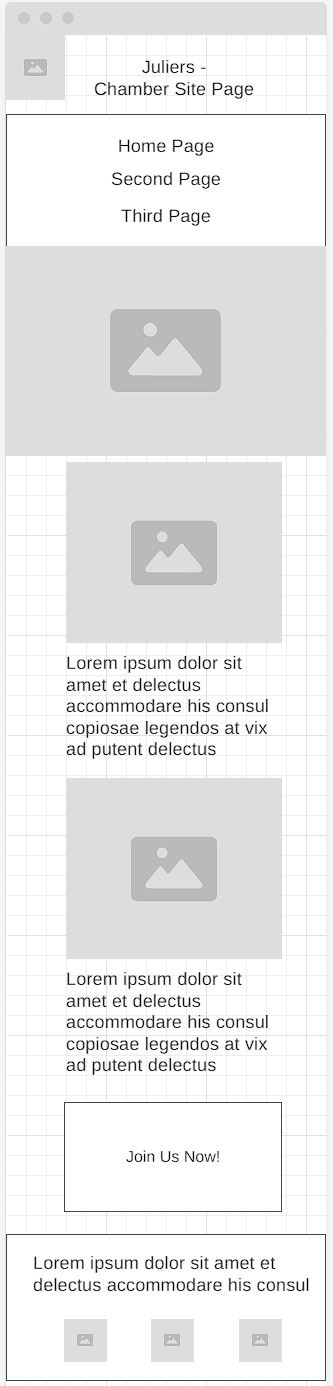 Juliers -
Chamber Site Page
Home Page
Second Page
Third Page
Lorem ipsum dolor sit
amet et delectus
accommodare his consul
copiosae legendos at vix
ad putent delectus
Lorem ipsum dolor sit
amet et delectus
accommodare his consul
copiosae legendos at vix
ad putent delectus
Join Us Now!
Lorem ipsum dolor sit amet et
delectus accommodare his consul